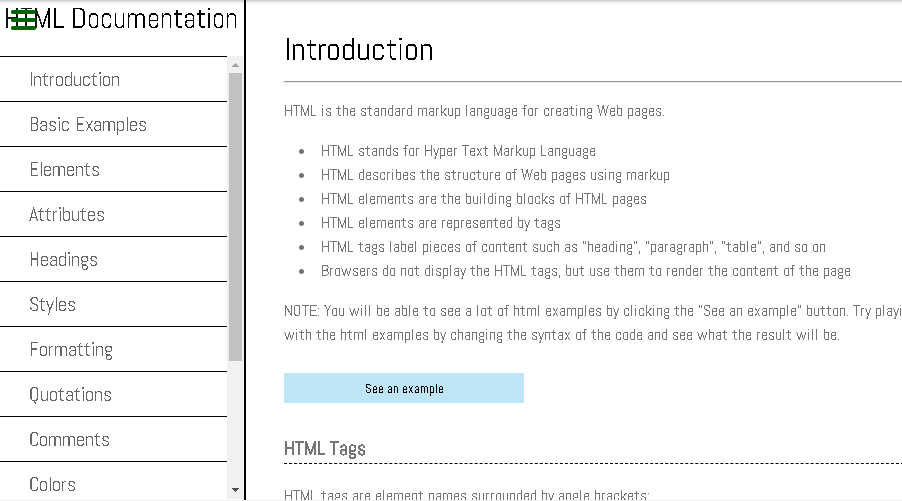 HTML Documentation
Introduction
Basic Examples
Elements
Attributes
Headings
Styles
Formatting
Quotations
Comments
Colors
Introduction
HTML is the standard markup language for creating Web pages.
HTML stands for Hyper Text Markup Language
HTML describes the structure of Web pages using markup
HTML elements are the building blocks of HTML pages
HTML elements are represented by tags
HTML tags label pieces of content such as "heading", "paragraph", "table", and so on
Browsers do not display the HTML tags, but use them to render the content of the page
NOTE: You will be able to see a lot of html examples by clicking the "See an example" button. Try playi
with the html examples by changing the syntax of the code and see what the result will be.
See an example
HTML Tags
HTML tags are element names surrounded by angle brackets: